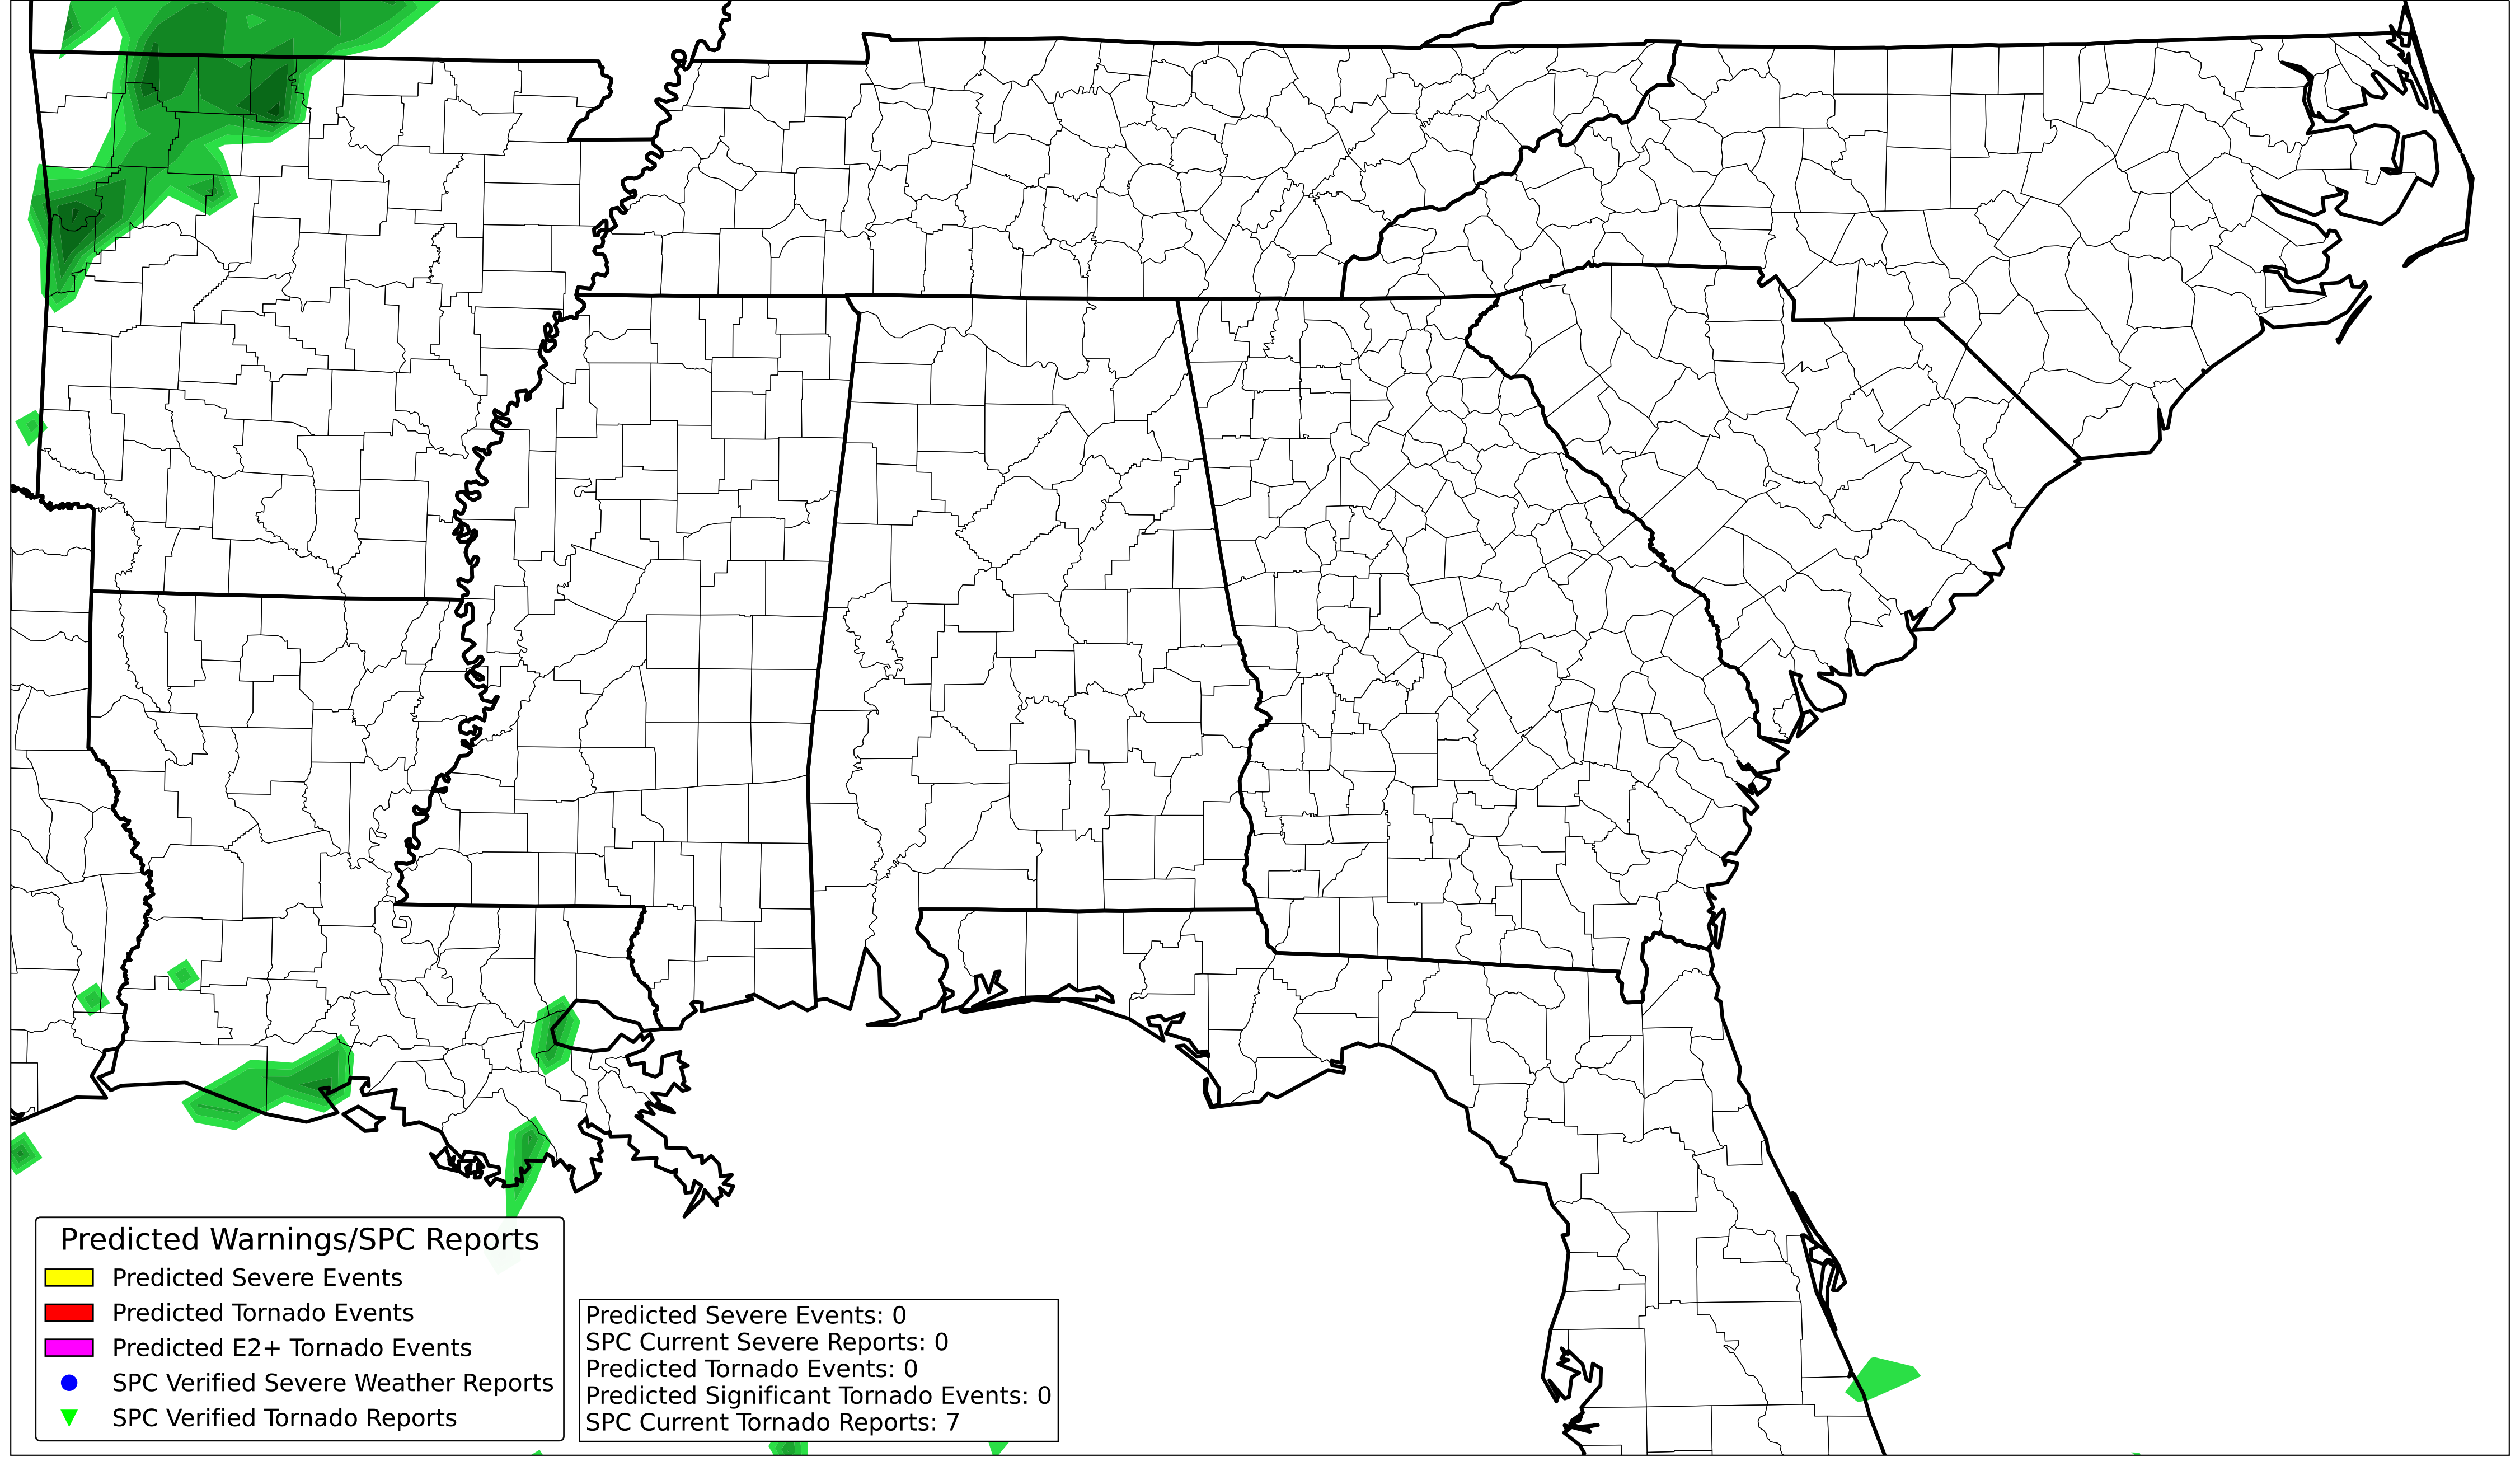 Predicted Warnings/SPC Reports
Predicted Severe Events
Predicted Tornado Events
Predicted E2+ Tornado Events
SPC Verified Severe Weather Reports
SPC Verified Tornado Reports
Predicted Severe Events: 0
SPC Current Severe Reports: 0
Predicted Tornado Events: 0
Predicted Significant Tornado Events: 0
SPC Current Tornado Reports: 7